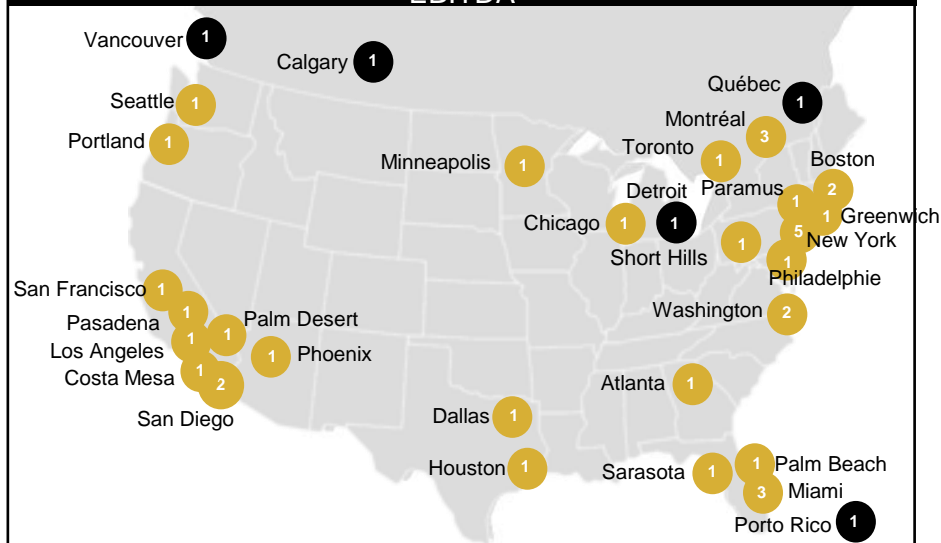 EBITDA
Vancouver 1
Calgary 1
Québec
1
Seattle 1
Montréal
3
Portland 1
Toronto
1
Minneapolis 1
Boston
2
Detroit
1
Paramus
1
Chicago 1
1 Greenwich
5
New York
Short Hills
1
1
Philadelphie
San Francisco 1
Washington 2
Pasadena
1
Palm Desert
1
Los Angeles
1
Phoenix
1
Costa Mesa 1
San Diego
2
Atlanta 1
Dallas 1
Houston 1
Sarasota 1
1 Palm Beach
3 Miami
Porto Rico 1